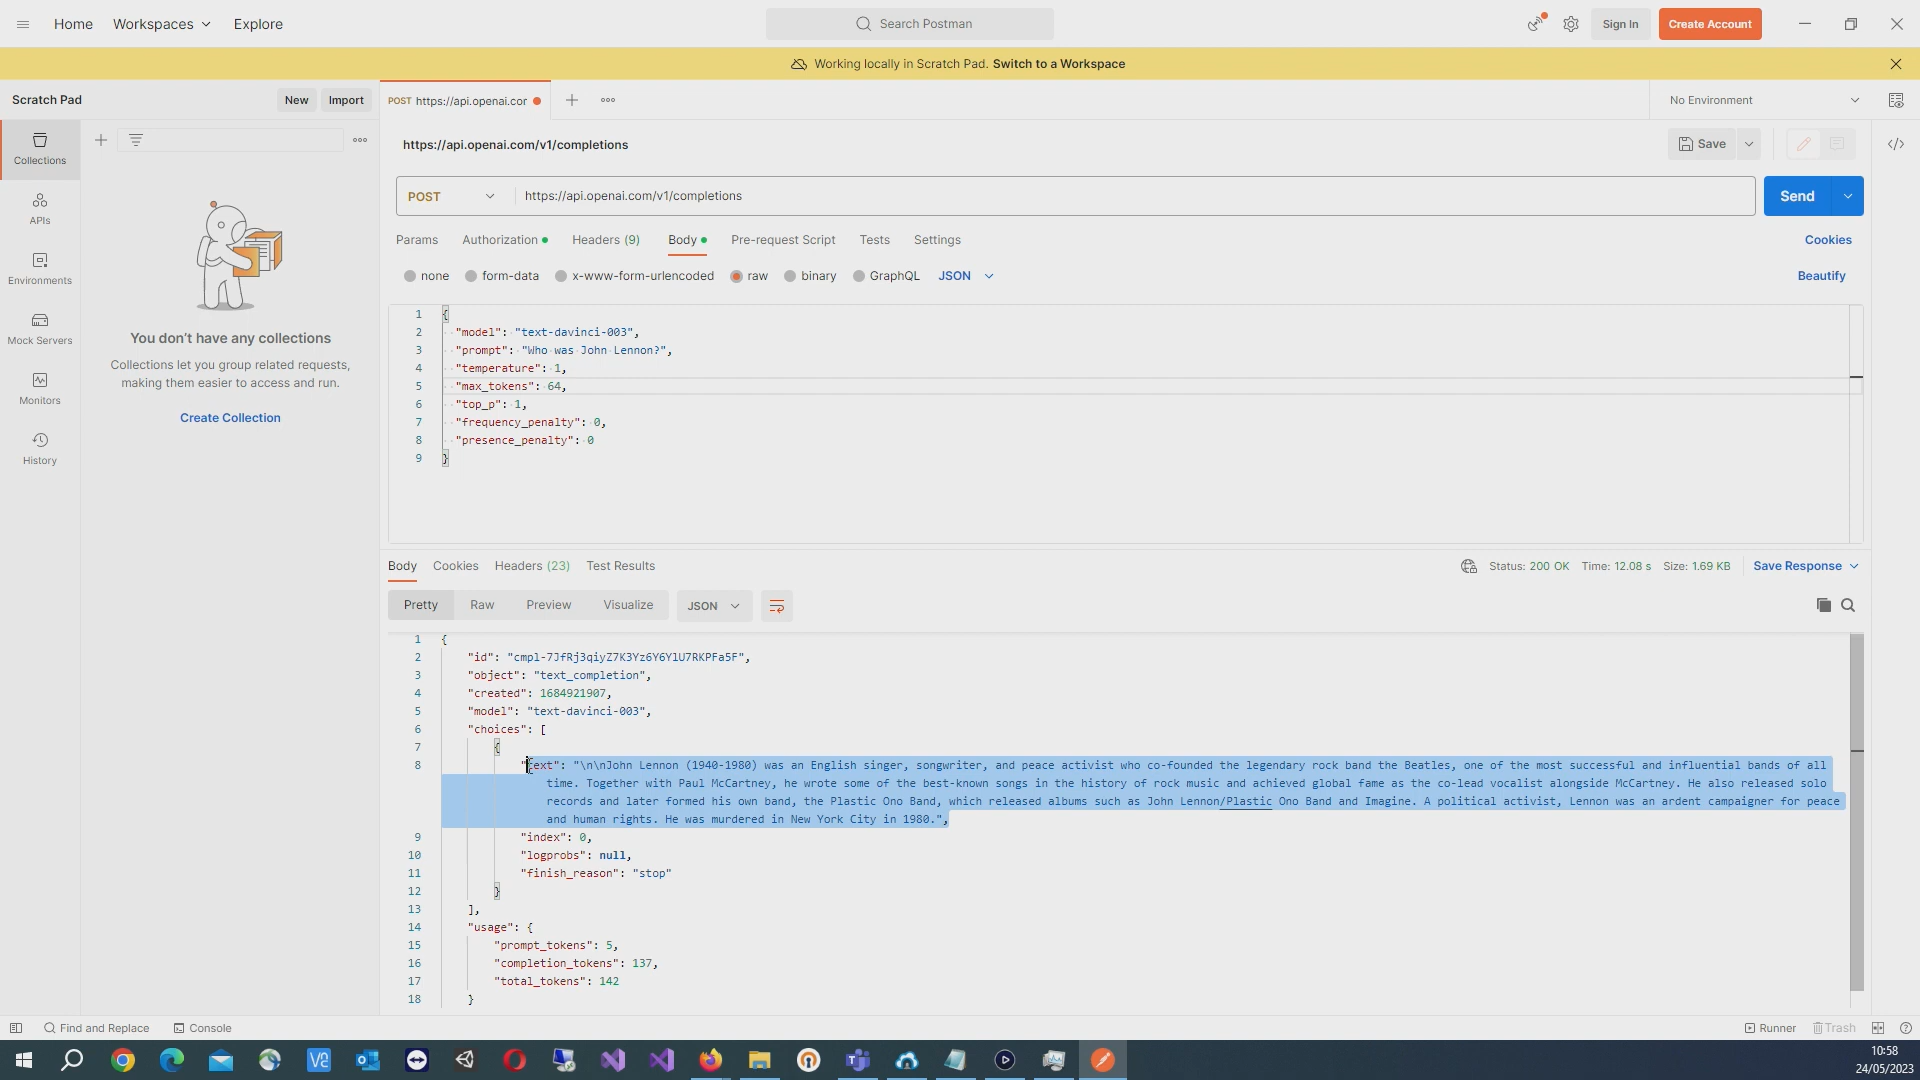 Home Workspaces Explore Search Postman Sign In Create Account
Working locally in Scratch Pad. Switch to a Workspace
Scratch Pad New Import POST https://api.openai.com No Environment
Collections
APIs
Environments
Mock Servers
Monitors
History
You don't have any collections
Collections let you group related requests,
making them easier to access and run.
Create Collection
https://api.openai.com/v1/completions Save
POST https://api.openai.com/v1/completions Send
Params Authorization Headers (9) Body Pre-request Script Tests Settings Cookies
none form-data x-www-form-urlencoded raw binary GraphQL JSON Beautify
1 {
2 "model": "text-davinci-003",
3 "prompt": "Who was John Lennon?",
4 "temperature": 1,
5 "max_tokens": 64,
6 "top_p": 1,
7 "frequency_penalty": 0,
8 "presence_penalty": 0
9 }
Body Cookies Headers (23) Test Results Status: 200 OK Time: 12.08 s Size: 1.69 KB Save Response
Pretty Raw Preview Visualize JSON
1 {
2 "id": "cmpl-7JfRj3qiyZ7K3Yz6Y6YlU7RKPFa5F",
3 "object": "text_completion",
4 "created": 1684921907,
5 "model": "text-davinci-003",
6 "choices": [
7 {
8 "text": "\n\nJohn Lennon (1940-1980) was an English singer, songwriter, and peace activist who co-founded the legendary rock band the Beatles, one of the most successful and influential bands of all
time. Together with Paul McCartney, he wrote some of the best-known songs in the history of rock music and achieved global fame as the co-lead vocalist alongside McCartney. He also released solo
records and later formed his own band, the Plastic Ono Band, which released albums such as John Lennon/Plastic Ono Band and Imagine. A political activist, Lennon was an ardent campaigner for peace
and human rights. He was murdered in New York City in 1980.",
9 "index": 0,
10 "logprobs": null,
11 "finish_reason": "stop"
12 }
13 ],
14 "usage": {
15 "prompt_tokens": 5,
16 "completion_tokens": 137,
17 "total_tokens": 142
18 }
Find and Replace Console Runner Trash
10:58
24/05/2023